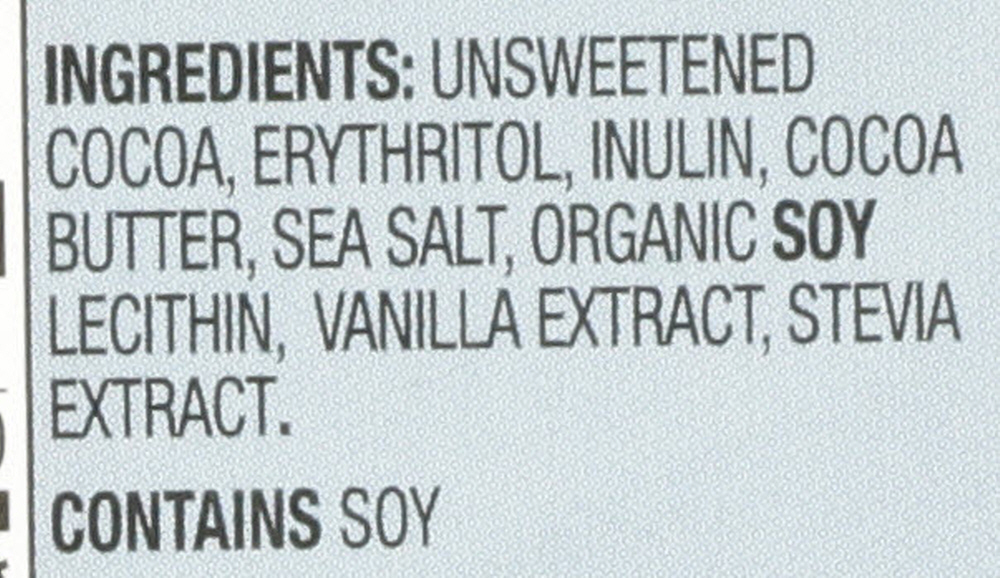 INGREDIENTS: UNSWEETENED
COCOA, ERYTHRITOL, INULIN, COCOA
BUTTER, SEA SALT, ORGANIC SOY
LECITHIN, VANILLA EXTRACT, STEVIA
EXTRACT.
CONTAINS SOY